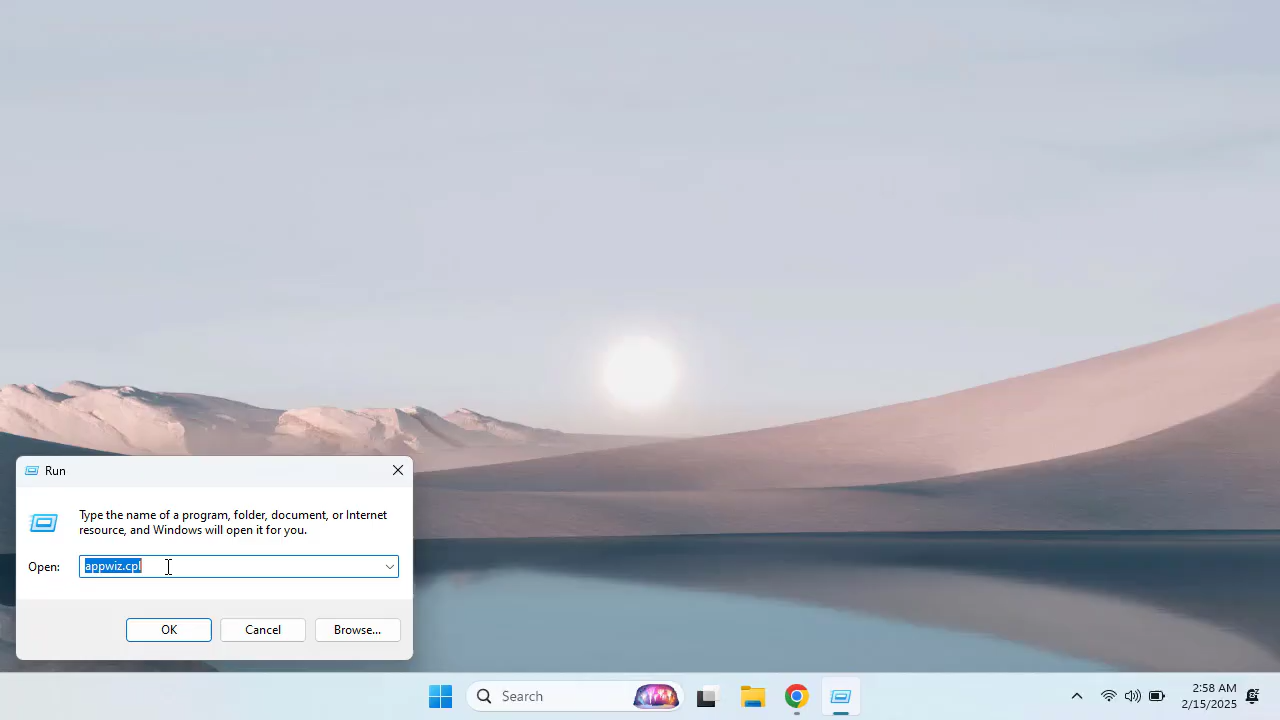 Run
Type the name of a program, folder, document, or Internet
resource, and Windows will open it for you.
Open:
appwiz.cpl
OK
Cancel
Browse...
Search
2:58 AM
2/15/2025